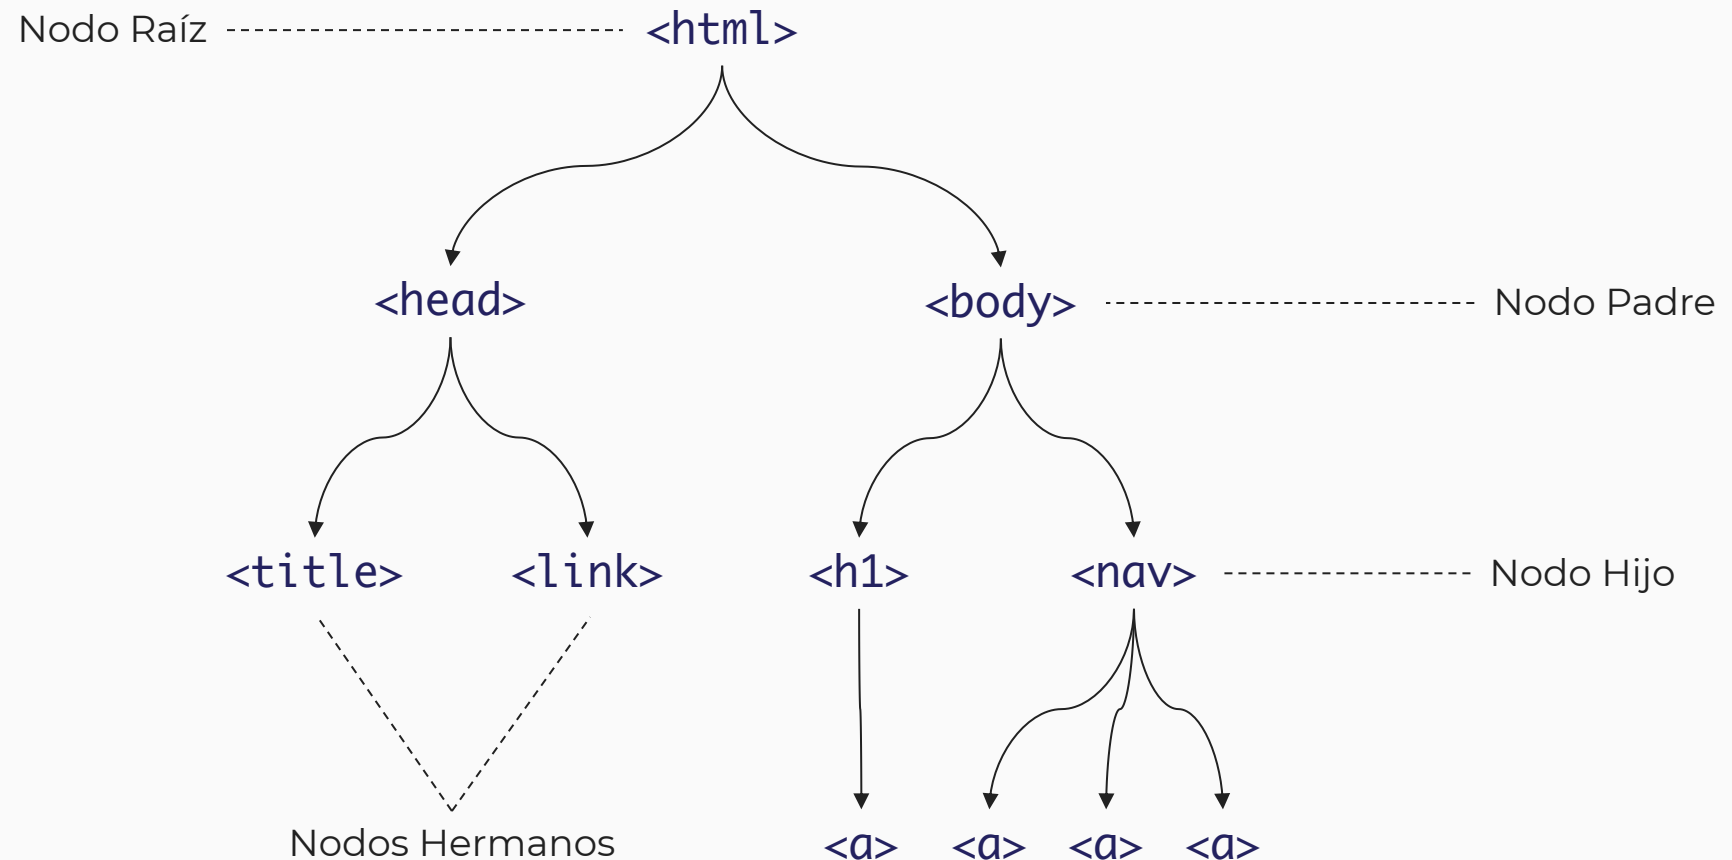 Nodo Raíz
<html>
<head>
<body>
Nodo Padre
<title>
<link>
<h1>
<nav>
Nodo Hijo
Nodos Hermanos
<a>
<a>
<a>
<a>